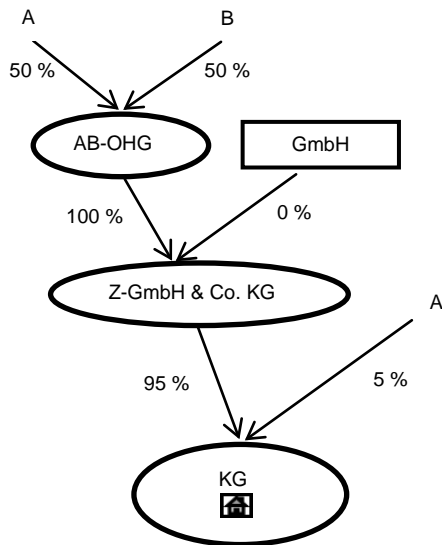 A
B
50 %
50 %
AB-OHG
GmbH
100 %
0 %
Z-GmbH & Co. KG
A
95 %
5 %
KG